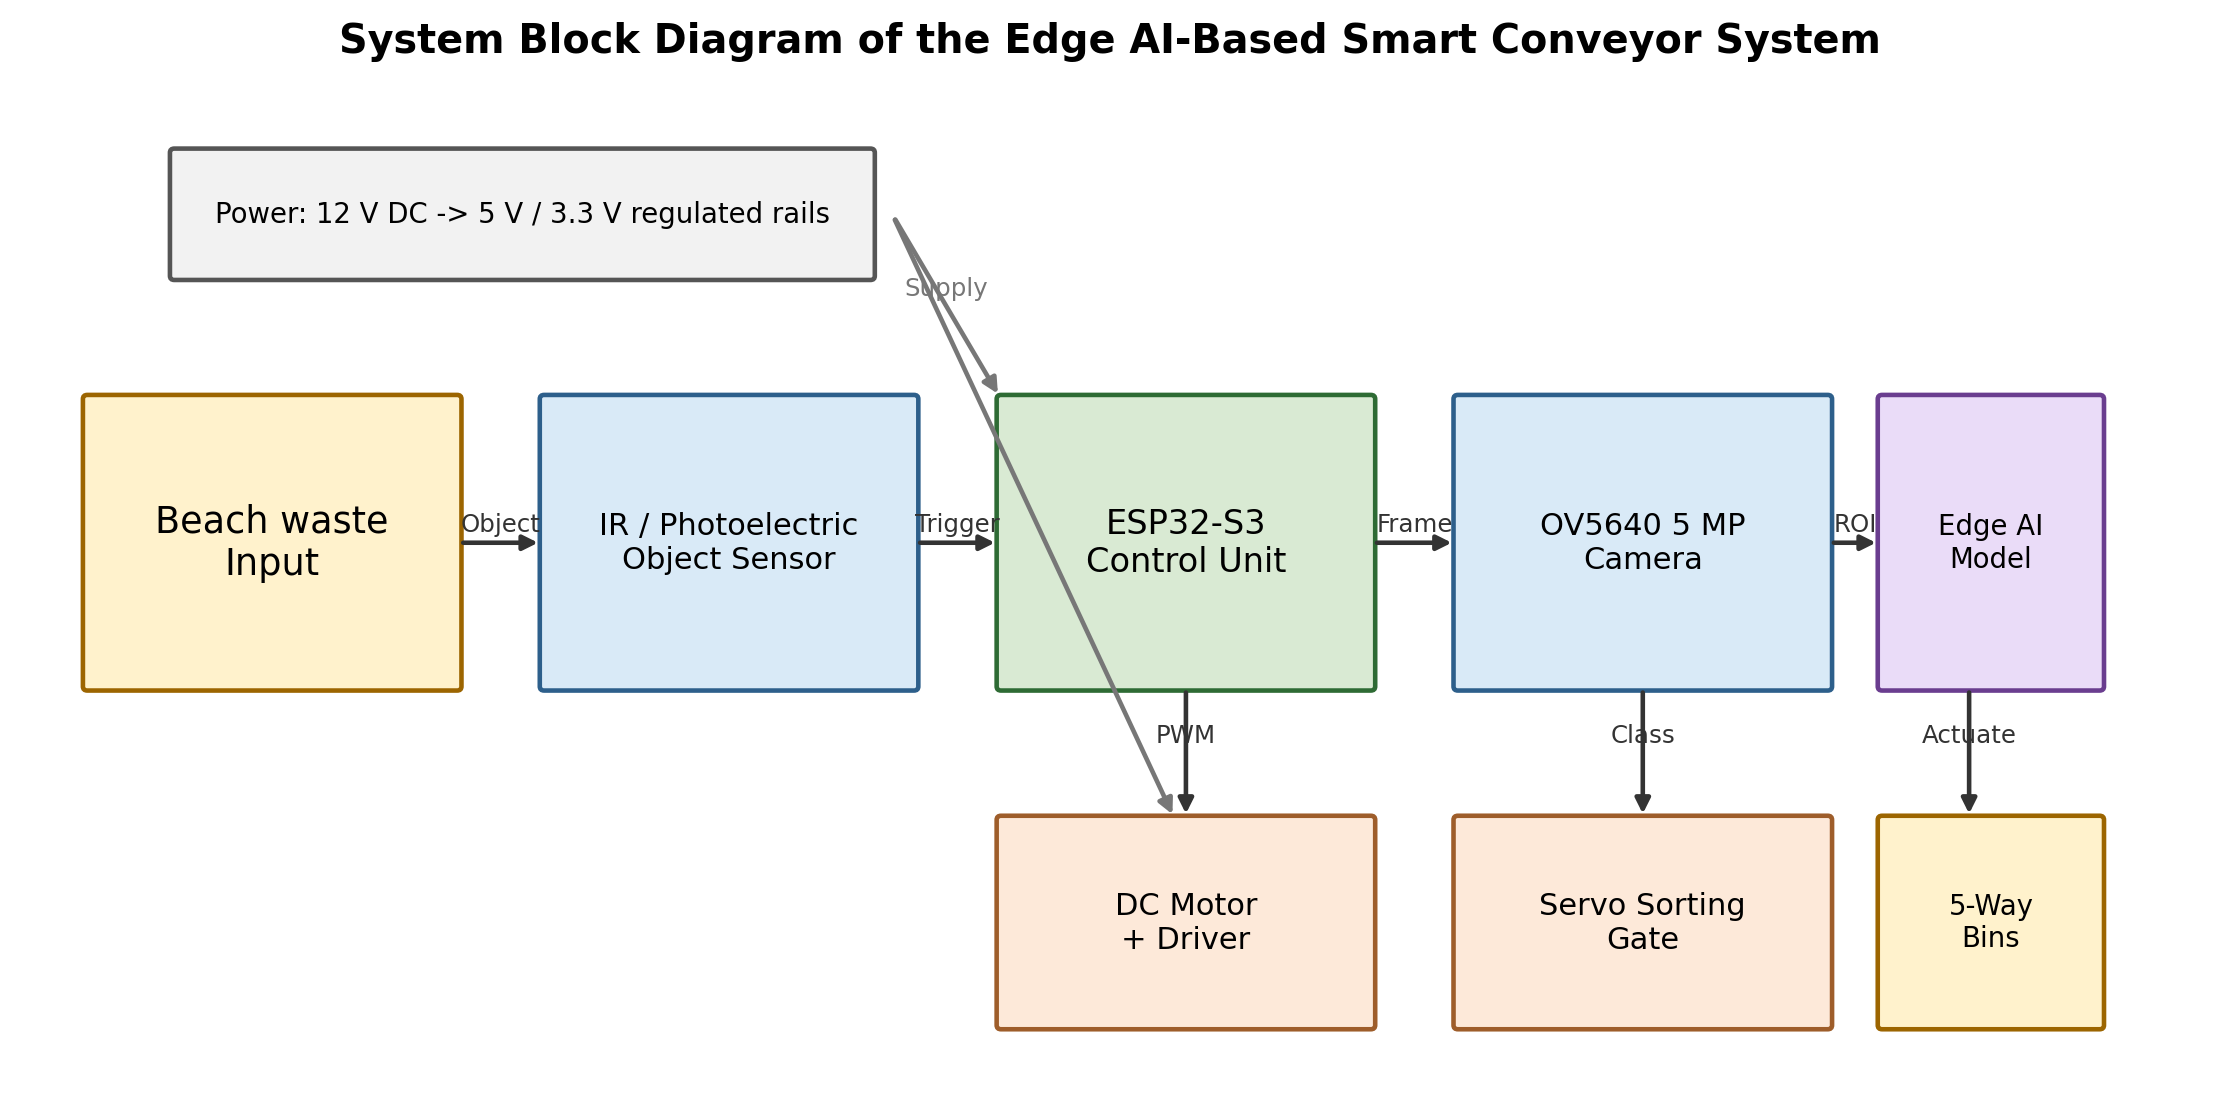 System Block Diagram of the Edge AI-Based Smart Conveyor System
Power: 12 V DC -> 5 V / 3.3 V regulated rails
Supply
Beach waste
Input
Object
IR / Photoelectric
Object Sensor
Trigger
ESP32-S3
Control Unit
Frame
OV5640 5 MP
Camera
ROI
Edge AI
Model
PWM
Class
Actuate
DC Motor
+ Driver
Servo Sorting
Gate
5-Way
Bins